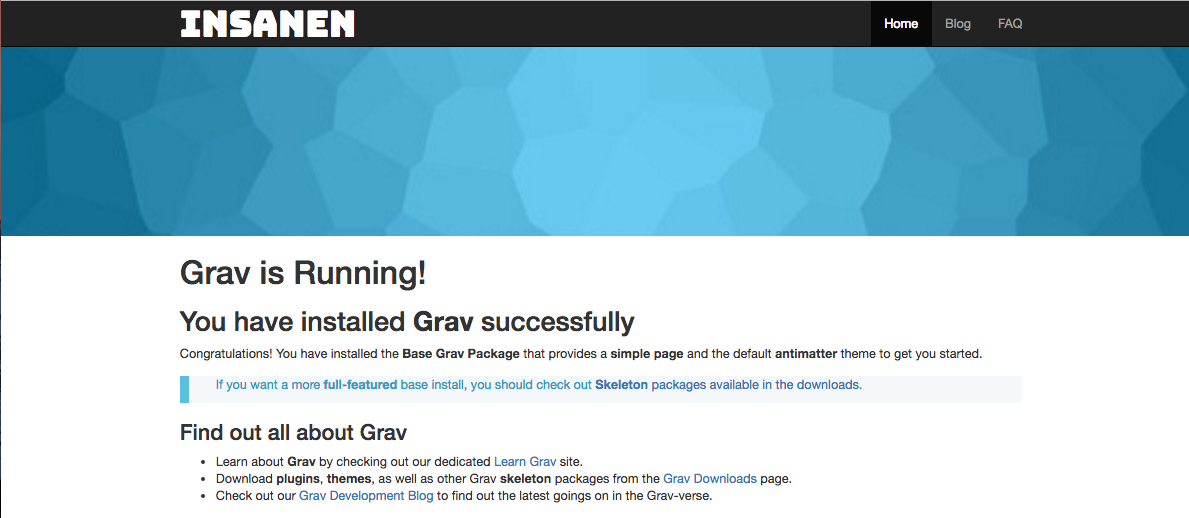 INSANEN
Home Blog FAQ
Grav is Running!
You have installed Grav successfully
Congratulations! You have installed the Base Grav Package that provides a simple page and the default antimatter theme to get you started.
If you want a more full-featured base install, you should check out Skeleton packages available in the downloads.
Find out all about Grav
• Learn about Grav by checking out our dedicated Learn Grav site.
• Download plugins, themes, as well as other Grav skeleton packages from the Grav Downloads page.
• Check out our Grav Development Blog to find out the latest goings on in the Grav-verse.